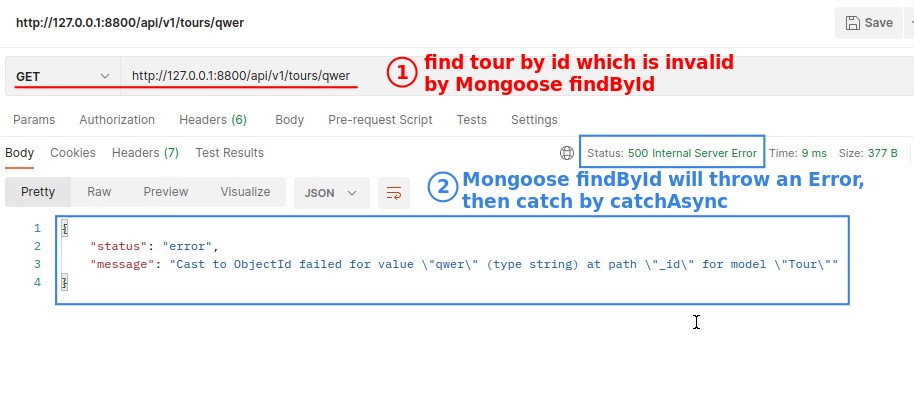 http://127.0.0.1:8800/api/v1/tours/qwer
Save
GET http://127.0.0.1:8800/api/v1/tours/qwer
1 find tour by id which is invalid
by Mongoose findById
Params Authorization Headers (6) Body Pre-request Script Tests Settings
Body Cookies Headers (7) Test Results Status: 500 Internal Server Error Time: 9 ms Size: 377 B
Pretty Raw Preview Visualize JSON
2 Mongoose findById will throw an Error,
then catch by catchAsync
1 {
2 "status": "error",
3 "message": "Cast to ObjectId failed for value \"qwer\" (type string) at path \"_id\" for model \"Tour\""
4 }